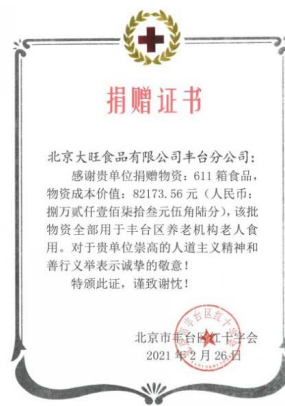 捐赠证书
北京大旺食品有限公司丰台分公司：
感谢贵单位捐赠物资：611箱食品，
物资成本价值：82173.56元（人民币：
捌万贰仟壹佰柒拾叁元伍角陆分），该批
物资全部用于丰台区养老机构老人食
用。对于贵单位崇高的人道主义精神和
善行义举表示诚挚的敬意！
特颁此证，谨致谢忱！
北京市丰台区红十字会
2021年2月26日